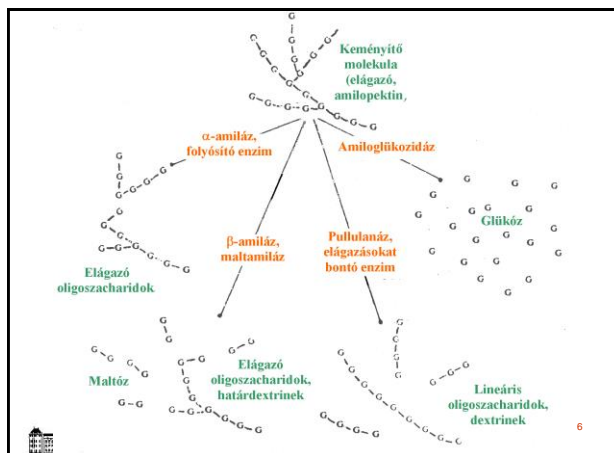 Keményítő
molekula
(elágazó,
amilopektin,
α-amiláz,
folyósító enzim
Amiloglükozidáz
Glükóz
β-amiláz,
maltamiláz
Pullulanáz,
elágazásokat
bontó enzim
Elágazó
oligoszacharidok
Maltóz
Elágazó
oligoszacharidok,
határdextrinek
Lineáris
oligoszacharidok,
dextrinek
6